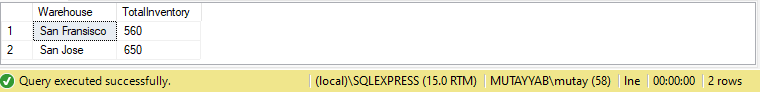 Warehouse TotalInventory
1 San Fransisco 560
2 San Jose 650
Query executed successfully. (local)\SQLEXPRESS (15.0 RTM) MUTAYYAB\mutay (58) Ine 00:00:00 2 rows